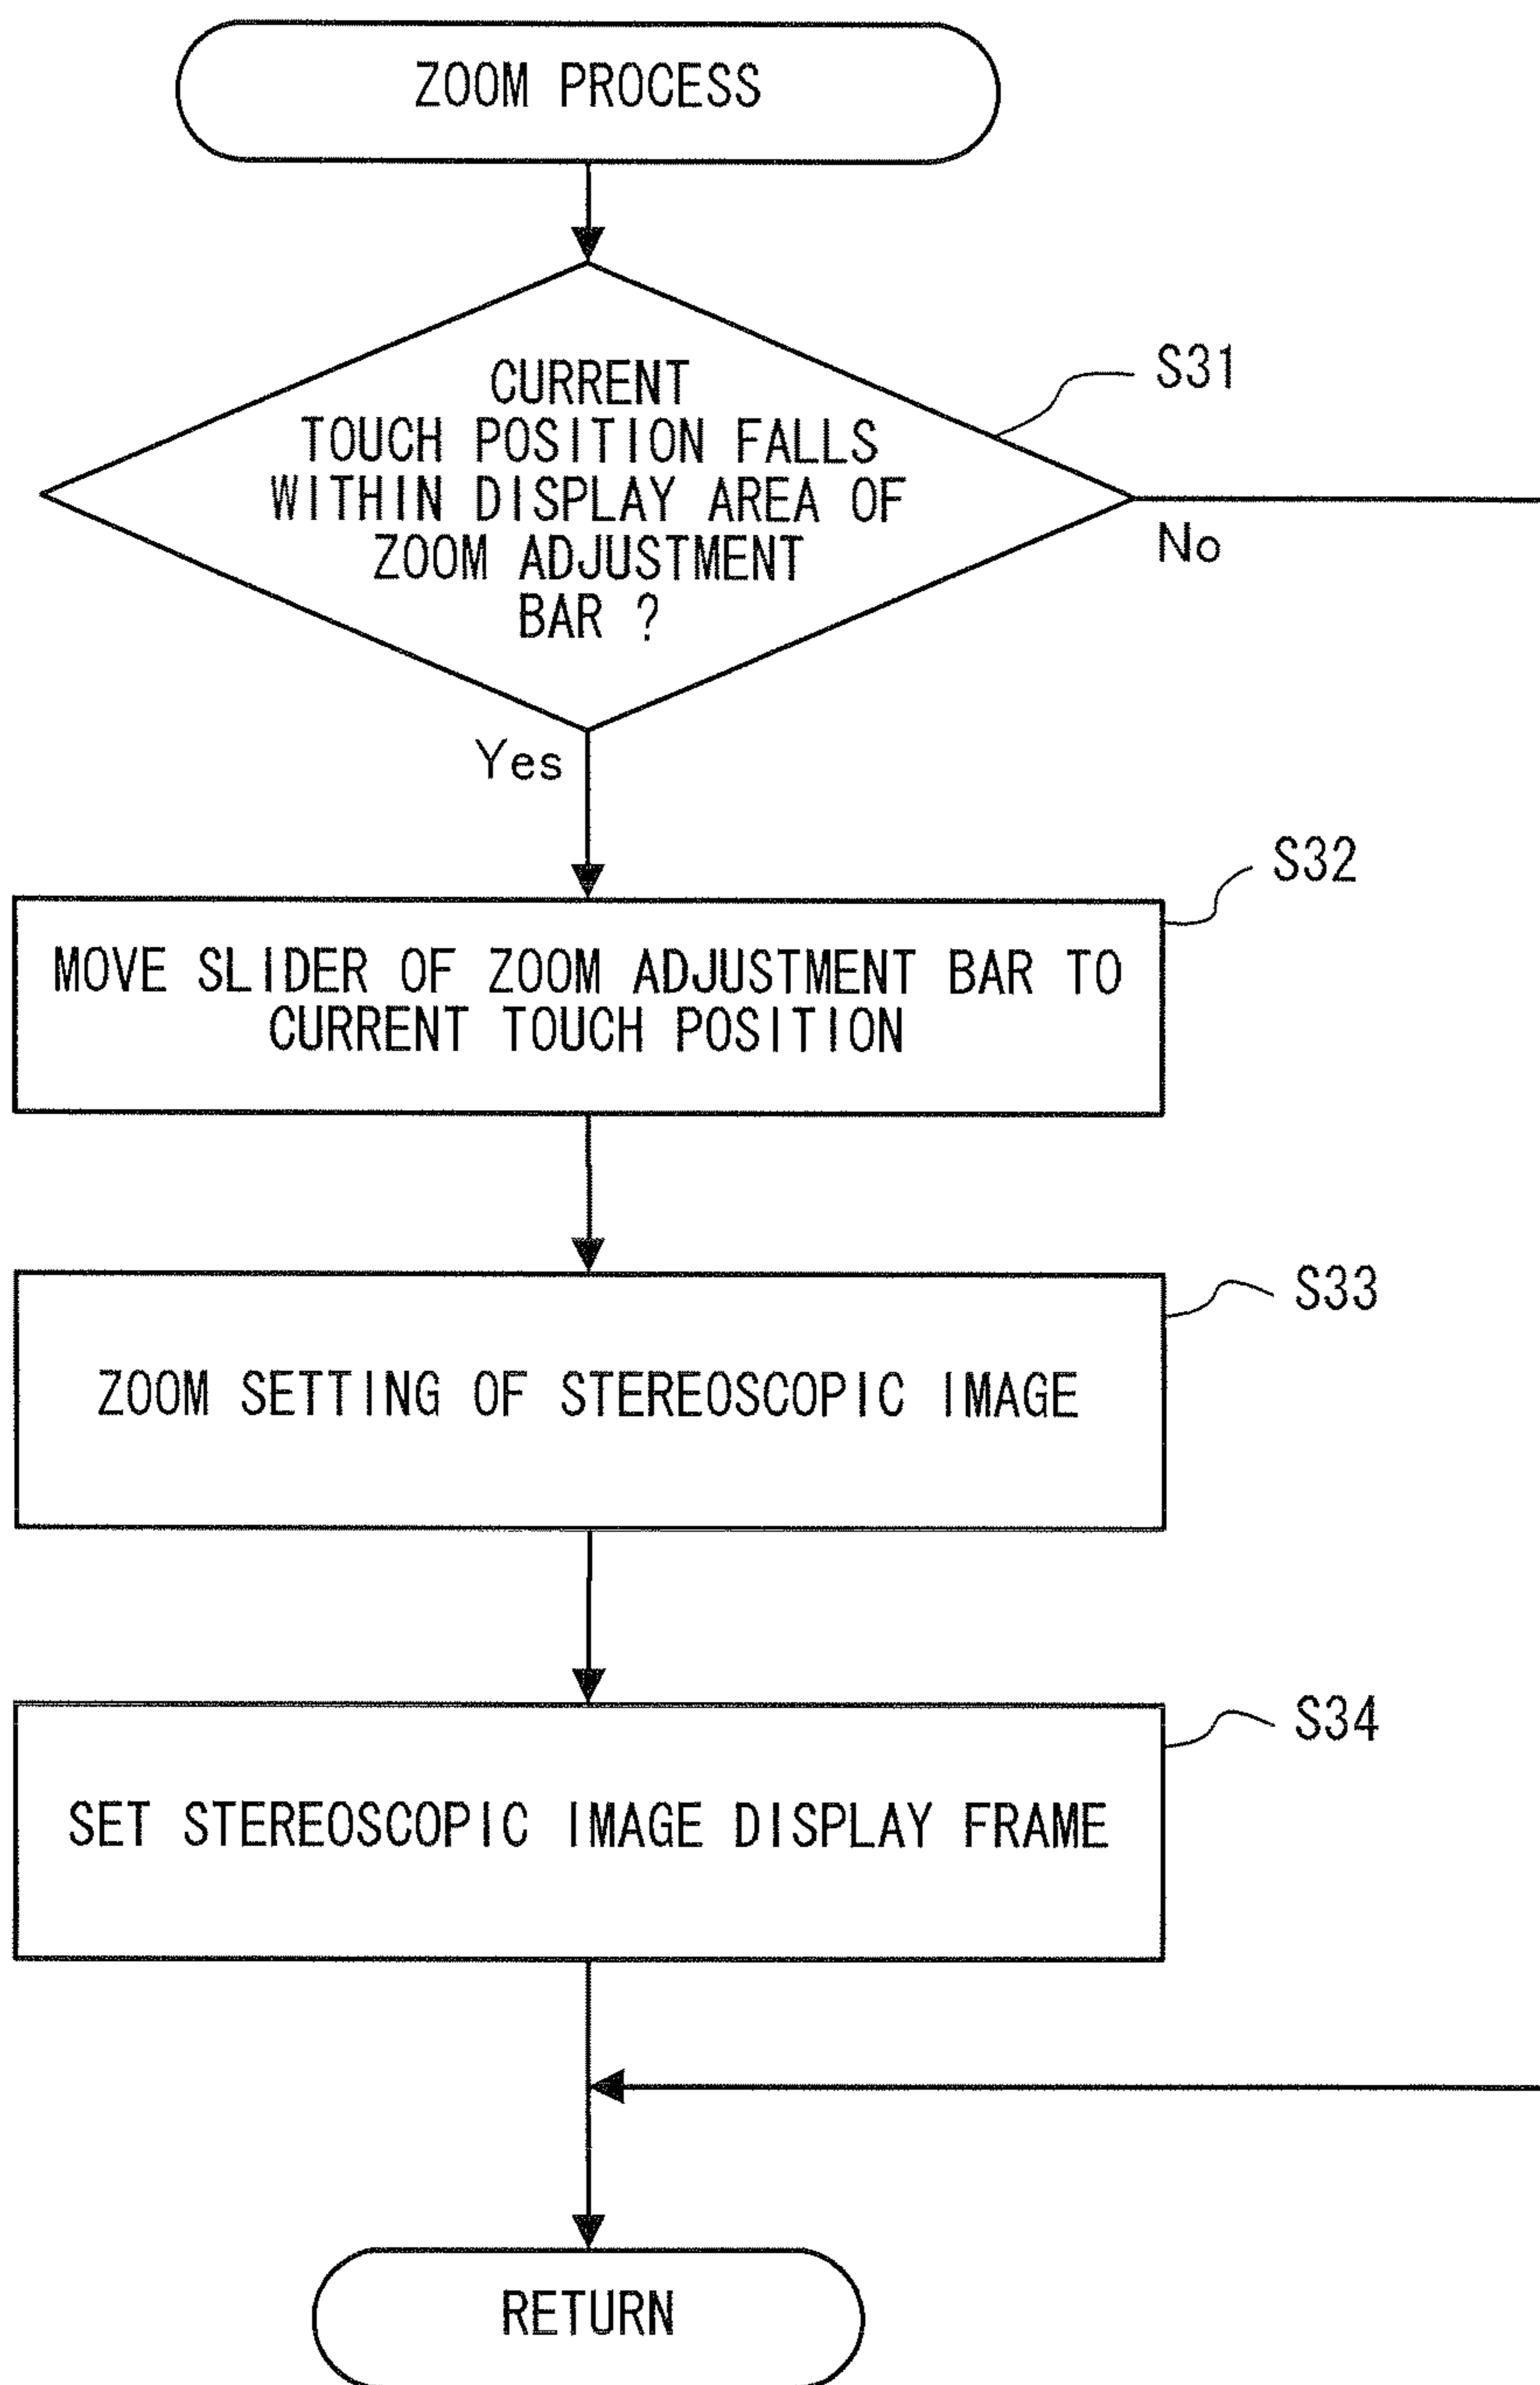 ZOOM PROCESS
CURRENT
TOUCH POSITION FALLS
WITHIN DISPLAY AREA OF
ZOOM ADJUSTMENT
BAR ?
S31
No
Yes
S32
MOVE SLIDER OF ZOOM ADJUSTMENT BAR TO
CURRENT TOUCH POSITION
S33
ZOOM SETTING OF STEREOSCOPIC IMAGE
S34
SET STEREOSCOPIC IMAGE DISPLAY FRAME
RETURN